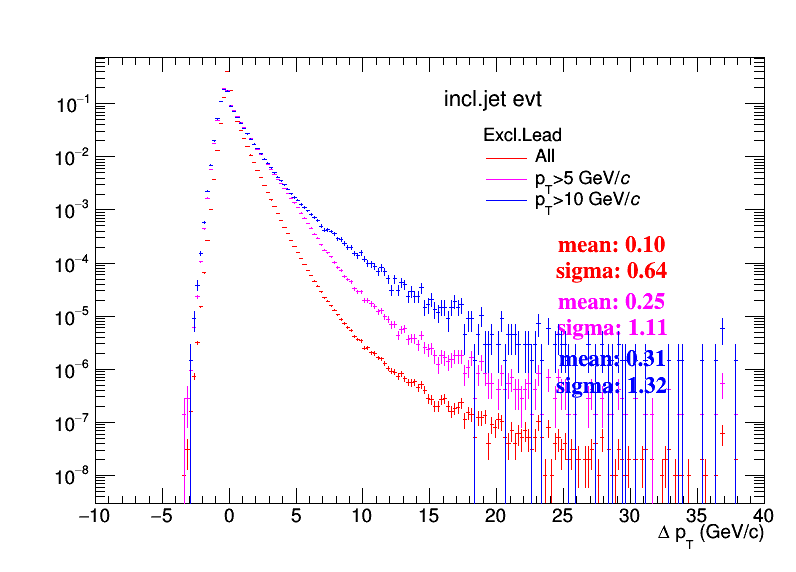 incl.jet evt
Excl.Lead
All
p_T>5 GeV/c
p_T>10 GeV/c
mean: 0.10
sigma: 0.64
mean: 0.25
sigma: 1.11
mean: 0.31
sigma: 1.32
10⁻¹
10⁻²
10⁻³
10⁻⁴
10⁻⁵
10⁻⁶
10⁻⁷
10⁻⁸
−10 −5 0 5 10 15 20 25 30 35 40
Δ p_T (GeV/c)